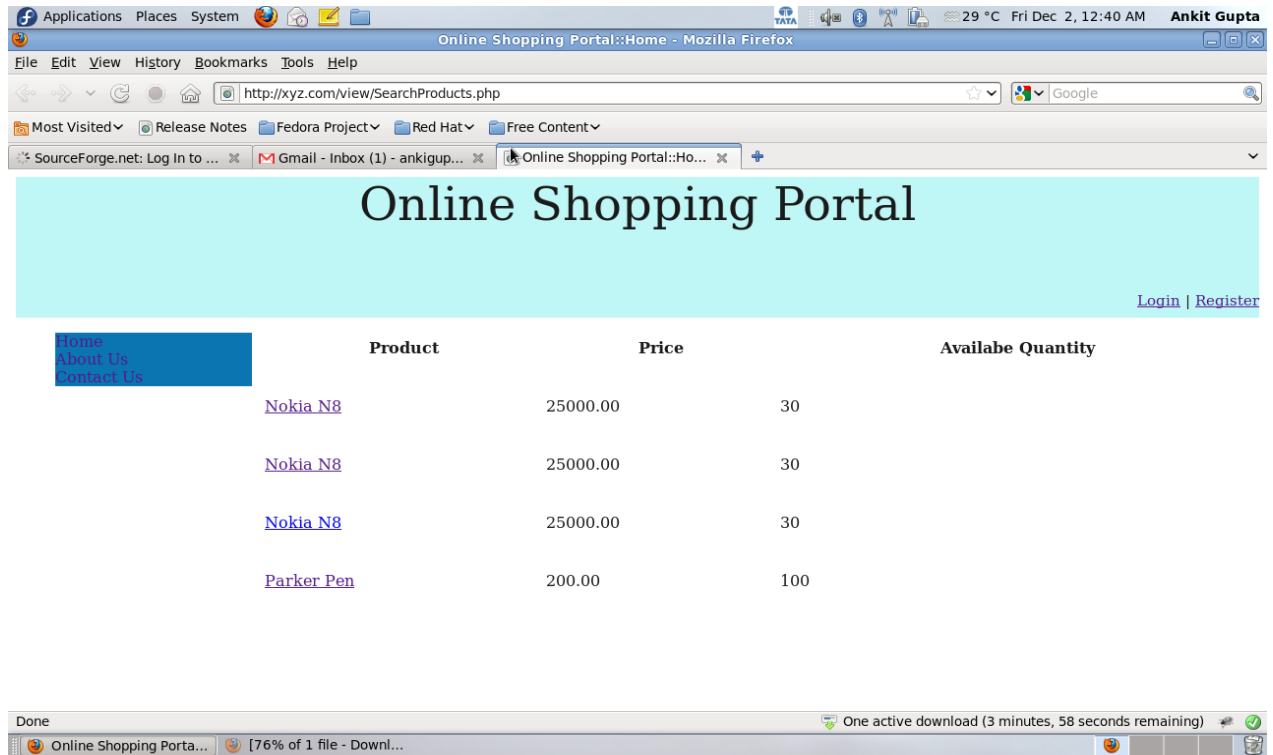 Applications Places System TATA 29 °C Fri Dec 2, 12:40 AM Ankit Gupta
Online Shopping Portal::Home - Mozilla Firefox
File Edit View History Bookmarks Tools Help
http://xyz.com/view/SearchProducts.php Google
Most Visited Release Notes Fedora Project Red Hat Free Content
SourceForge.net: Log In to ... Gmail - Inbox (1) - ankigup... Online Shopping Portal::Ho...
Online Shopping Portal
Login | Register
Home
About Us
Contact Us
Product Price Availabe Quantity
Nokia N8 25000.00 30
Nokia N8 25000.00 30
Nokia N8 25000.00 30
Parker Pen 200.00 100
Done One active download (3 minutes, 58 seconds remaining)
Online Shopping Porta... [76% of 1 file - Downl...